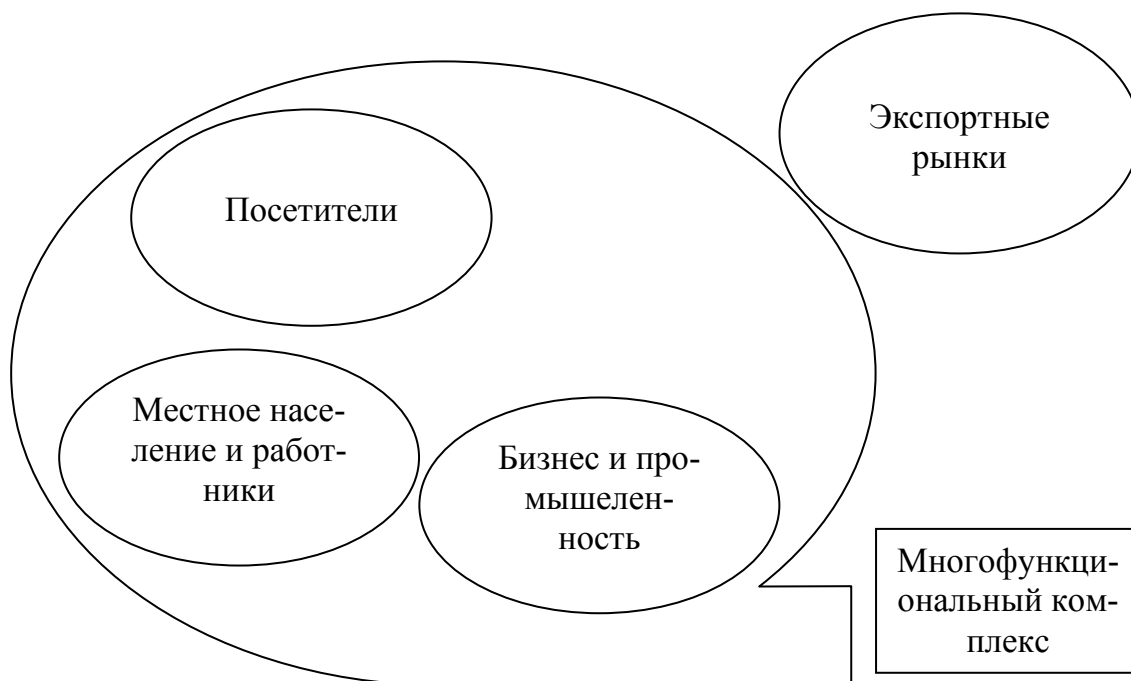 Экспортные
рынки
Посетители
Местное насе-
ление и работ-
ники
Бизнес и про-
мышелен-
ность
Многофункци-
ональный ком-
плекс